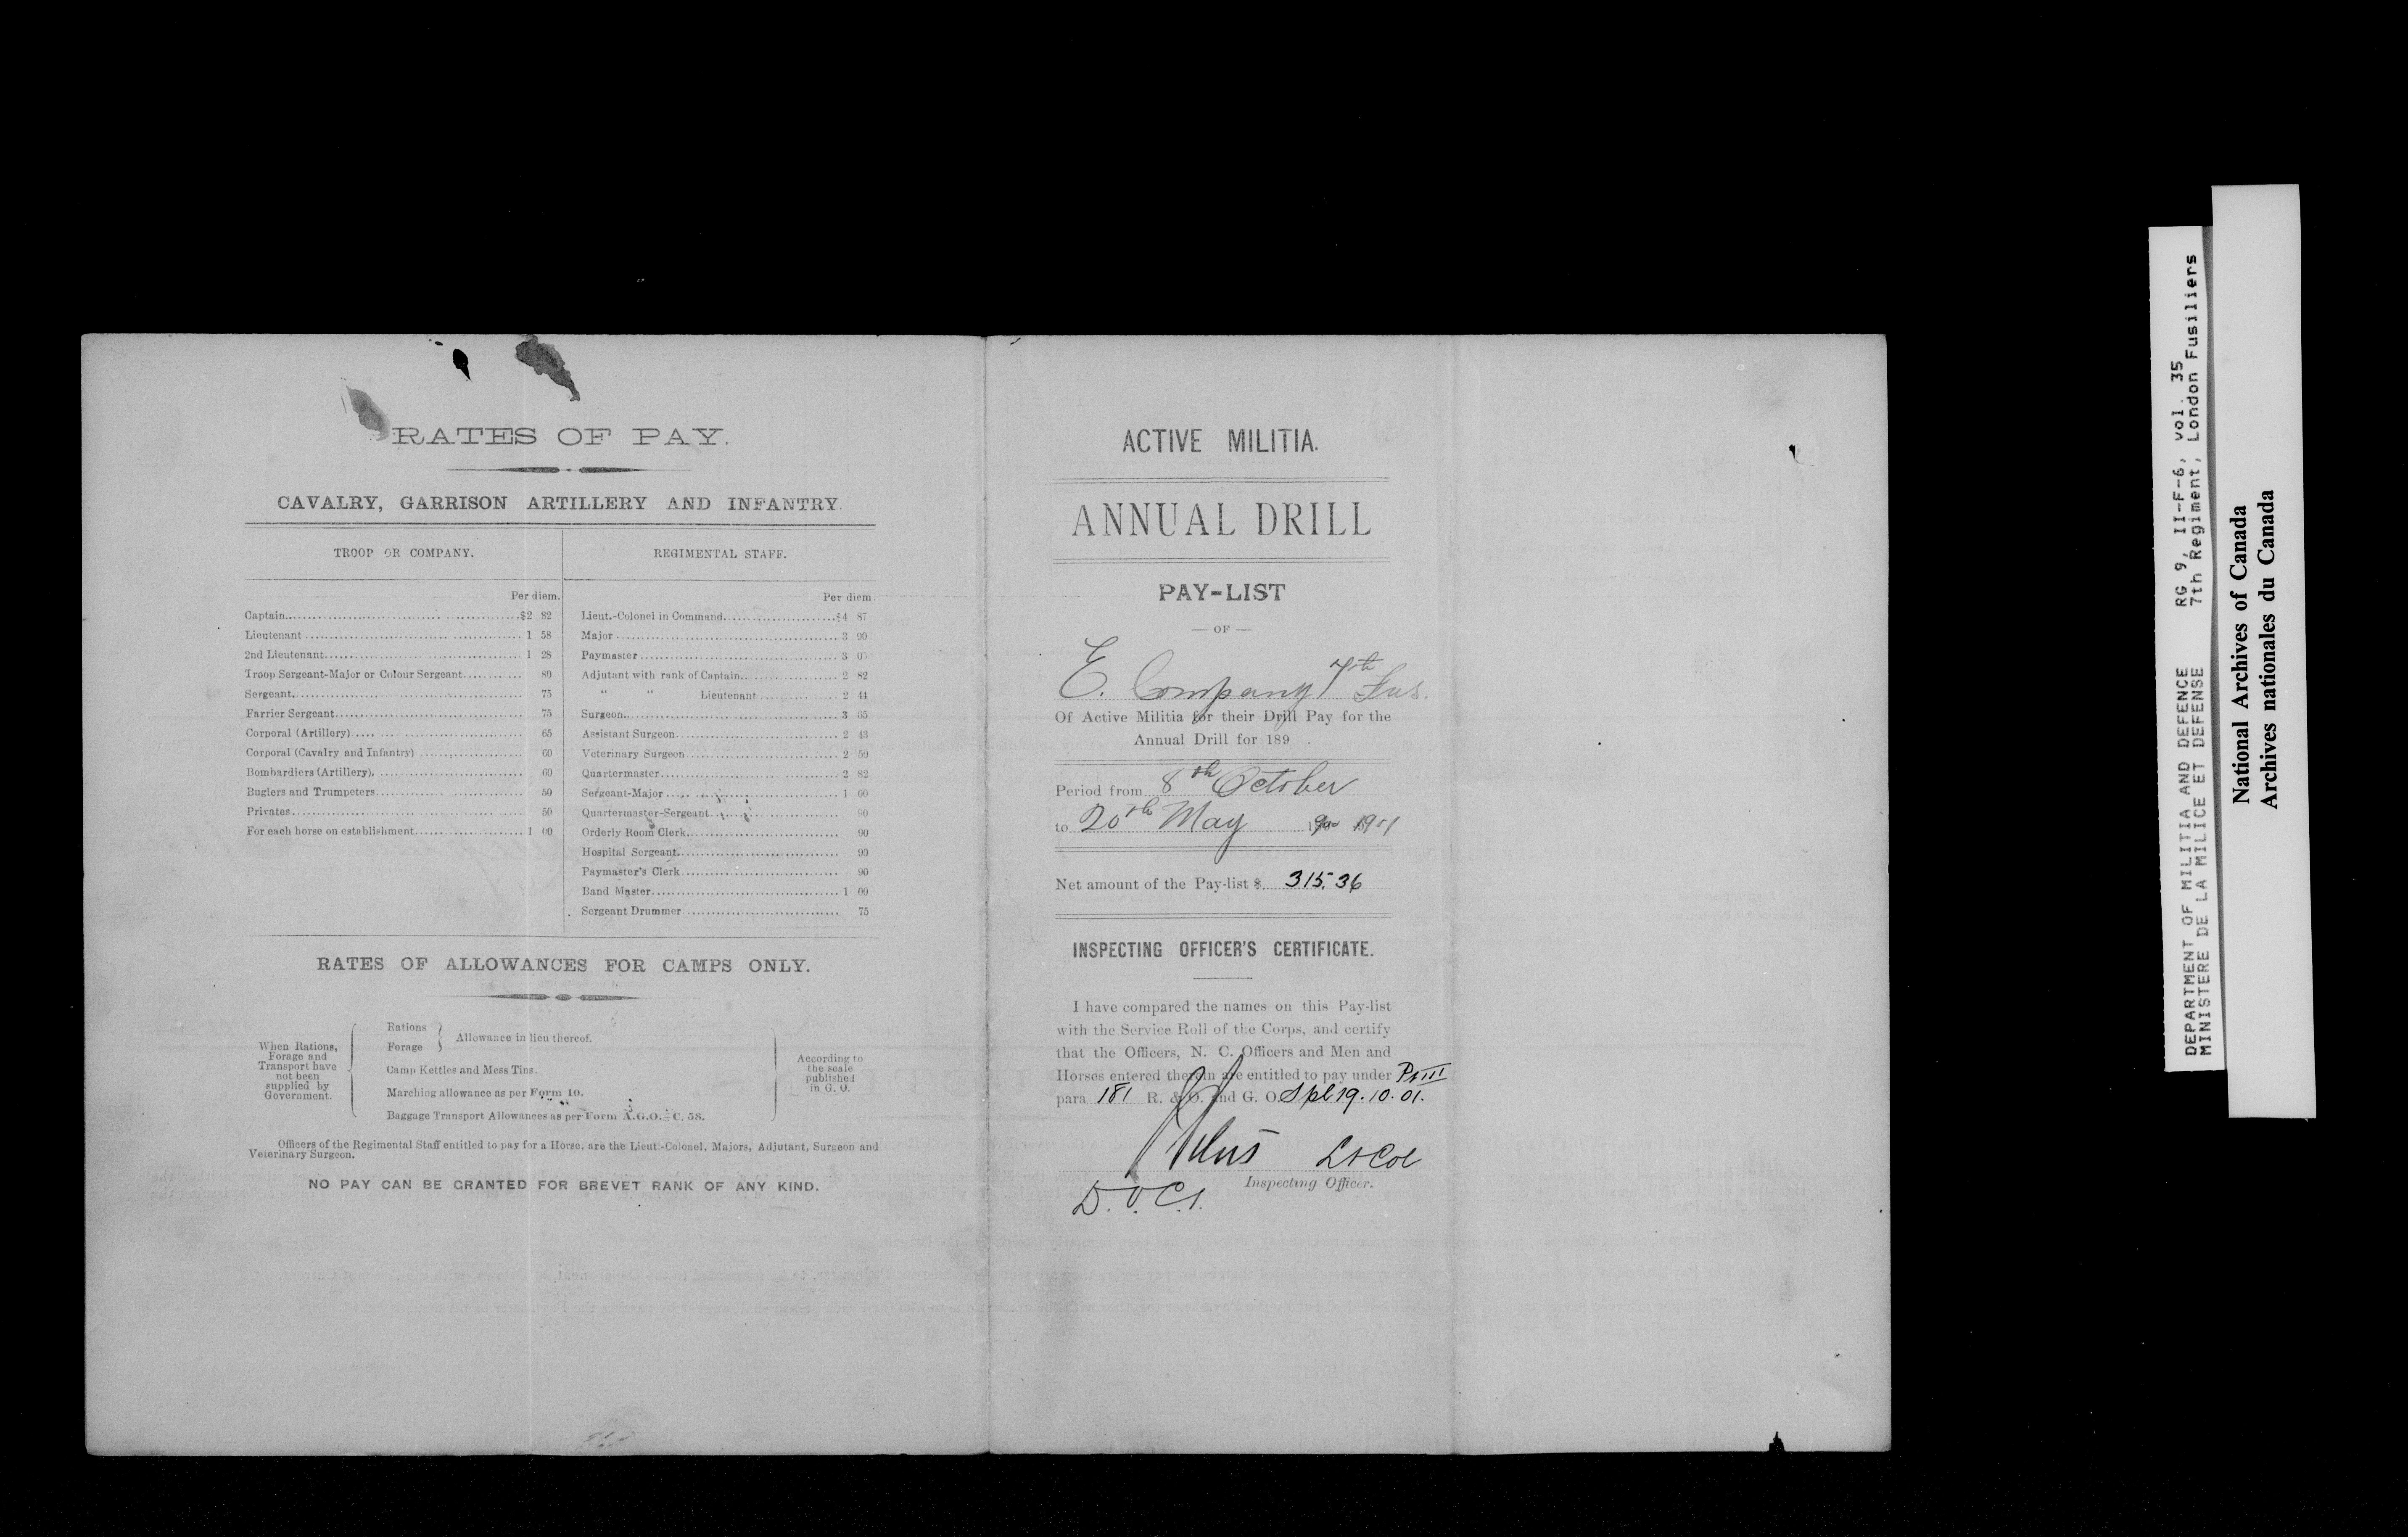 RATES OF PAY.
CAVALRY, GARRISON ARTILLERY AND INFANTRY.
TROOP OR COMPANY.
Per diem.
Captain $2 82
Lieutenant 1 58
2nd Lieutenant 1 28
Troop Sergeant-Major or Colour Sergeant 80
Sergeant 75
Farrier Sergeant 75
Corporal (Artillery) 65
Corporal (Cavalry and Infantry) 60
Bombardiers (Artillery) 60
Buglers and Trumpeters 50
Privates 50
For each horse on establishment 1 00
REGIMENTAL STAFF.
Per diem.
Lieut.-Colonel in Command $4 87
Major 3 90
Paymaster 3 05
Adjutant with rank of Captain 2 82
" " Lieutenant 2 44
Surgeon 3 65
Assistant Surgeon 2 43
Veterinary Surgeon 2 50
Quartermaster 2 82
Sergeant-Major 1 00
Quartermaster-Sergeant 90
Orderly Room Clerk 90
Hospital Sergeant 90
Paymaster's Clerk 90
Band Master 1 00
Sergeant Drummer 75
RATES OF ALLOWANCES FOR CAMPS ONLY.
When Rations,
Forage and
Transport have
not been
supplied by
Government.
Rations
Forage
Allowance in lieu thereof.
Camp Kettles and Mess Tins.
Marching allowance as per Form 10.
Baggage Transport Allowances as per Form A.G.O.—C. 58.
According to
the scale
published
in G. O.
Officers of the Regimental Staff entitled to pay for a Horse, are the Lieut.-Colonel, Majors, Adjutant, Surgeon and
Veterinary Surgeon.
NO PAY CAN BE GRANTED FOR BREVET RANK OF ANY KIND.
ACTIVE MILITIA.
ANNUAL DRILL
PAY-LIST
— OF —
E. Company 7th Fus.
Of Active Militia for their Drill Pay for the
Annual Drill for 189 .
Period from 8th October
to 20th May 1901
Net amount of the Pay-list $ 315.36
INSPECTING OFFICER'S CERTIFICATE.
I have compared the names on this Pay-list
with the Service Roll of the Corps, and certify
that the Officers, N. C. Officers and Men and
Horses entered therein are entitled to pay under Pt III
para 181 R. & O. and G. O. Spl 19.10.01.
Lt Col
Inspecting Officer.
D.O.C.1.
DEPARTMENT OF MILITIA AND DEFENCE RG 9, II-F-6, vol. 35
MINISTERE DE LA MILICE ET DEFENSE 7th Regiment, London Fusiliers
National Archives of Canada
Archives nationales du Canada